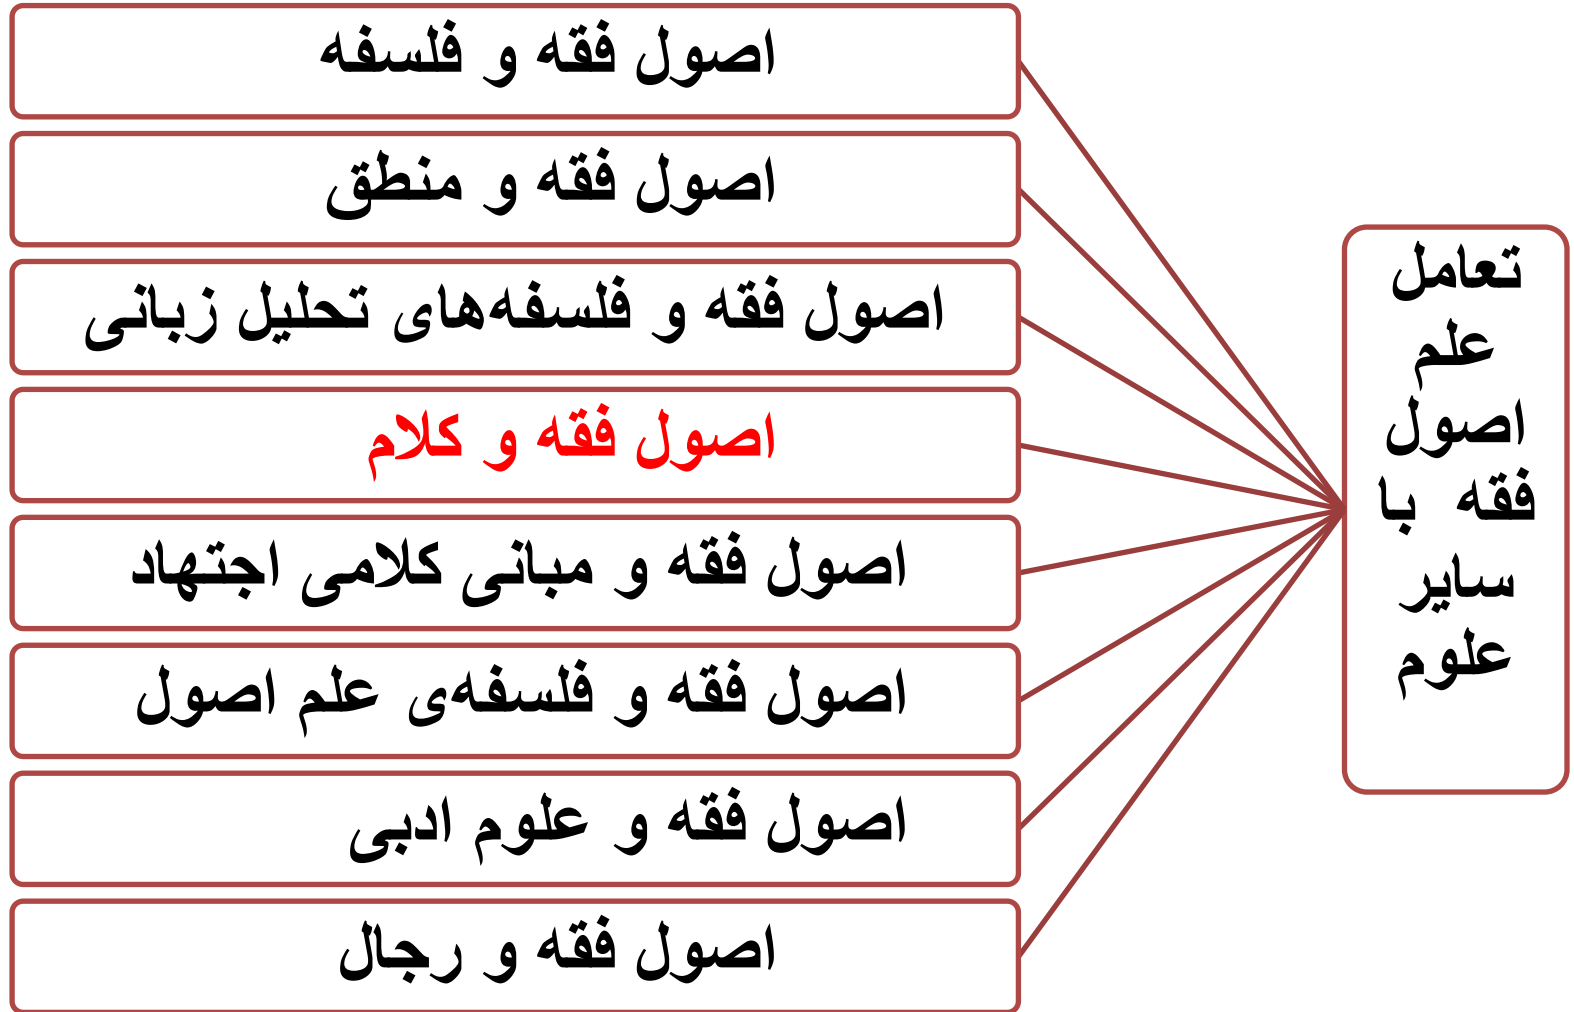 تعامل
علم
اصول
فقه با
سایر
علوم
اصول فقه و فلسفه
اصول فقه و منطق
اصول فقه و فلسفه‌های تحلیل زبانی
اصول فقه و کلام
اصول فقه و مبانی کلامی اجتهاد
اصول فقه و فلسفه‌ی علم اصول
اصول فقه و علوم ادبی
اصول فقه و رجال